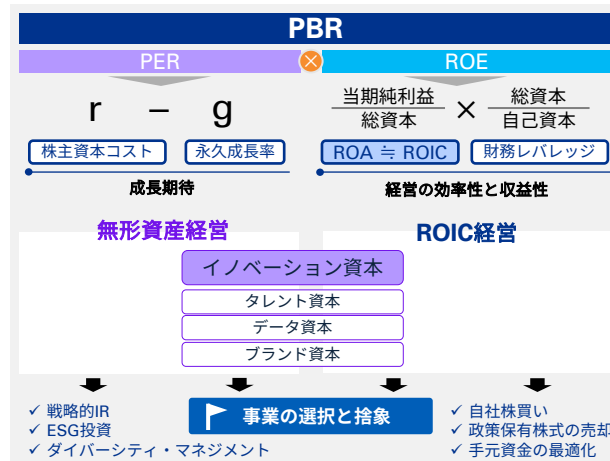 PBR
PER
×
ROE
r – g
当期純利益
総資本
×
総資本
自己資本
株主資本コスト
永久成長率
ROA ≒ ROIC
財務レバレッジ
成長期待
経営の効率性と収益性
無形資産経営
ROIC経営
イノベーション資本
タレント資本
データ資本
ブランド資本
✓ 戦略的IR
✓ ESG投資
✓ ダイバーシティ・マネジメント
事業の選択と捨象
✓ 自社株買い
✓ 政策保有株式の売却
✓ 手元資金の最適化